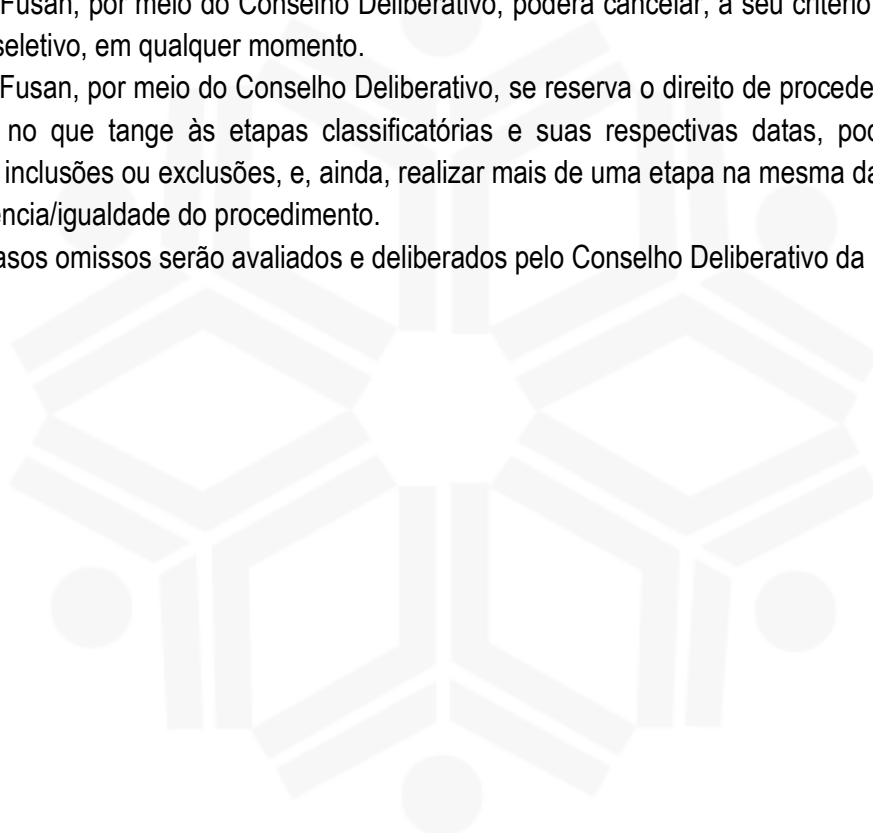 Fusan, por meio do Conselho Deliberativo, poderá cancelar, a seu critério
seletivo, em qualquer momento.
Fusan, por meio do Conselho Deliberativo, se reserva o direito de procede
no que tange às etapas classificatórias e suas respectivas datas, poc
inclusões ou exclusões, e, ainda, realizar mais de uma etapa na mesma da
ência/igualdade do procedimento.
asos omissos serão avaliados e deliberados pelo Conselho Deliberativo da